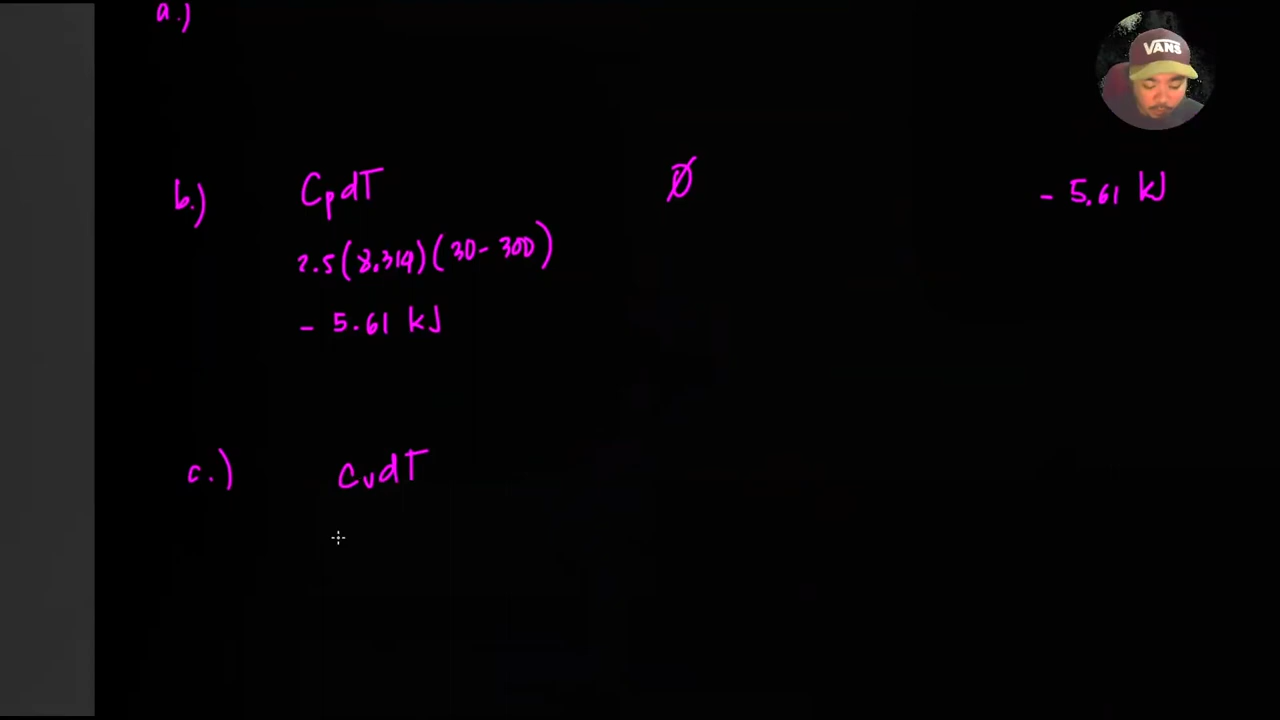 a.)
VANS
b.) CpdT Ø - 5.61 kJ
2.5(8.314)(30-300)
- 5.61 kJ
c.) CvdT